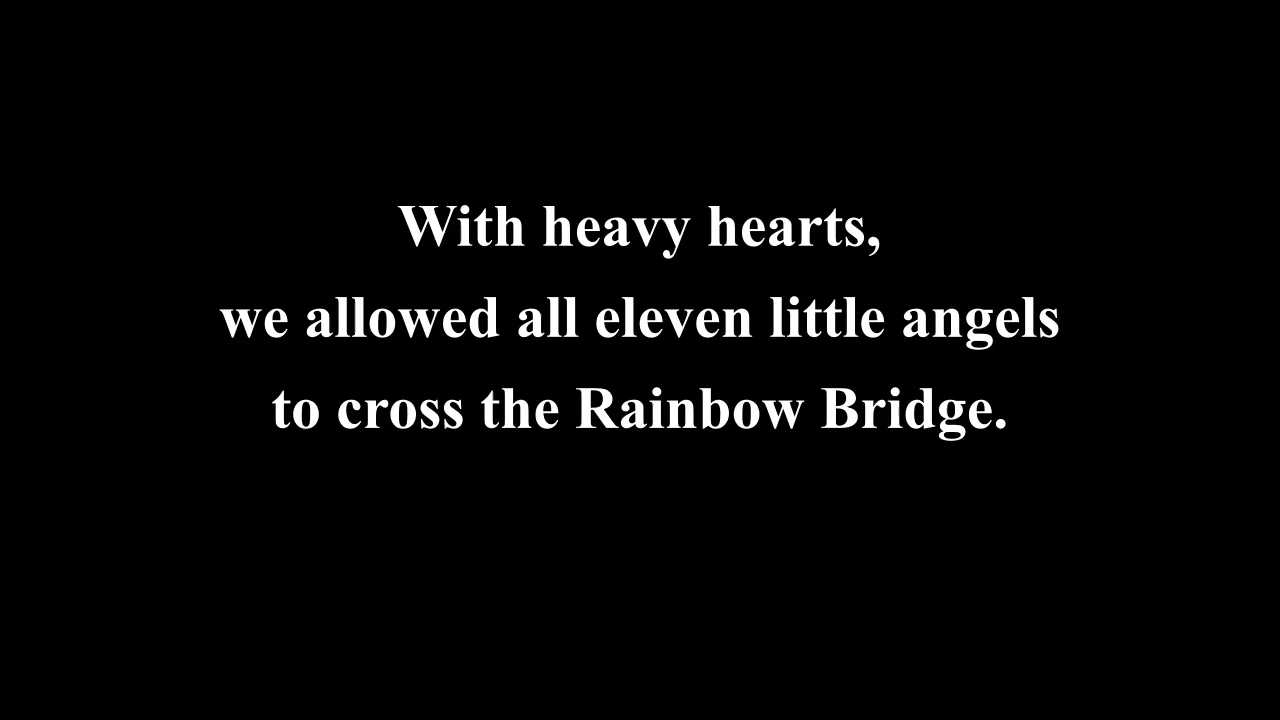 With heavy hearts,
we allowed all eleven little angels
to cross the Rainbow Bridge.